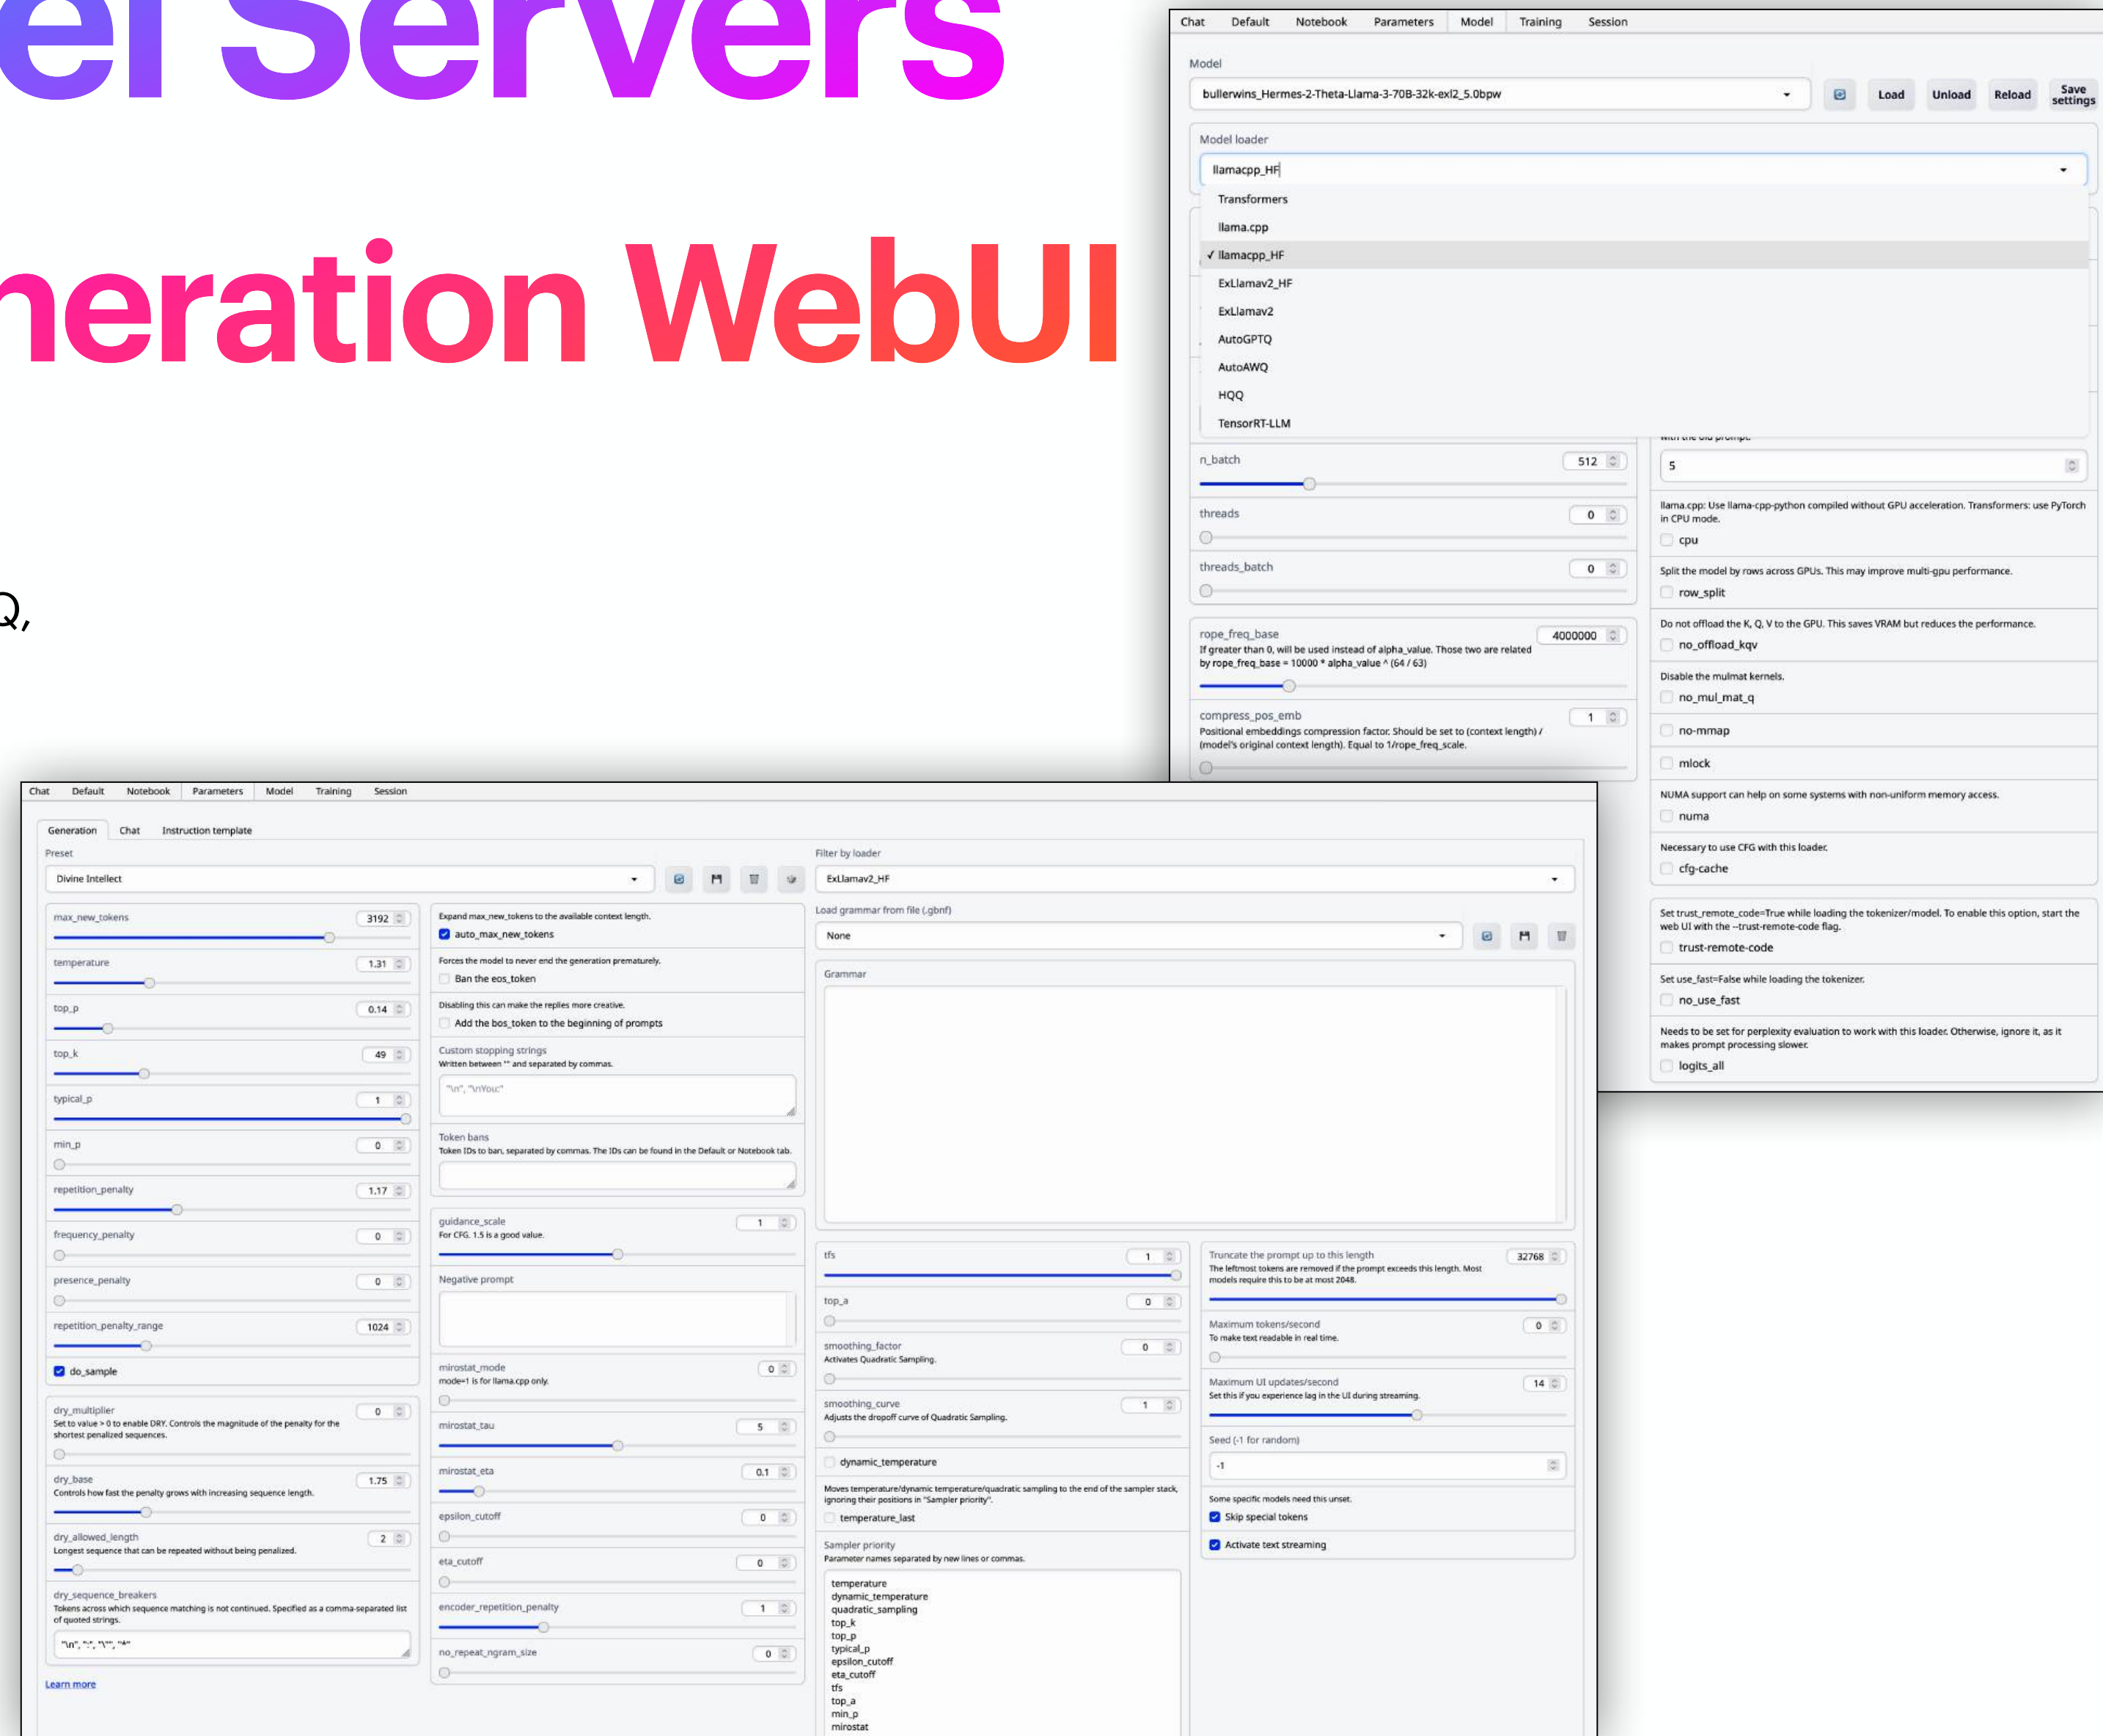 el Servers
neration WebUI
Q,
Chat Default Notebook Parameters Model Training Session
Model
bullerwins_Hermes-2-Theta-Llama-3-70B-32k-exl2_5.0bpw
Load Unload Reload Save settings
Model loader
llamacpp_HF
Transformers
llama.cpp
✓ llamacpp_HF
ExLlamav2_HF
ExLlamav2
AutoGPTQ
AutoAWQ
HQQ
TensorRT-LLM
n_batch 512
threads 0
threads_batch 0
rope_freq_base 4000000
If greater than 0, will be used instead of alpha_value. Those two are related
by rope_freq_base = 10000 * alpha_value ^ (64 / 63)
compress_pos_emb 1
Positional embeddings compression factor. Should be set to (context length) /
(model's original context length). Equal to 1/rope_freq_scale.
with the old prompt.
5
llama.cpp: Use llama-cpp-python compiled without GPU acceleration. Transformers: use PyTorch
in CPU mode.
cpu
Split the model by rows across GPUs. This may improve multi-gpu performance.
row_split
Do not offload the K, Q, V to the GPU. This saves VRAM but reduces the performance.
no_offload_kqv
Disable the mulmat kernels.
no_mul_mat_q
no-mmap
mlock
NUMA support can help on some systems with non-uniform memory access.
numa
Necessary to use CFG with this loader.
cfg-cache
Set trust_remote_code=True while loading the tokenizer/model. To enable this option, start the
web UI with the --trust-remote-code flag.
trust-remote-code
Set use_fast=False while loading the tokenizer.
no_use_fast
Needs to be set for perplexity evaluation to work with this loader. Otherwise, ignore it, as it
makes prompt processing slower.
logits_all
Chat Default Notebook Parameters Model Training Session
Generation Chat Instruction template
Preset
Divine Intellect
max_new_tokens 3192
temperature 1.31
top_p 0.14
top_k 49
typical_p 1
min_p 0
repetition_penalty 1.17
frequency_penalty 0
presence_penalty 0
repetition_penalty_range 1024
do_sample
dry_multiplier 0
Set to value > 0 to enable DRY. Controls the magnitude of the penalty for the
shortest penalized sequences.
dry_base 1.75
Controls how fast the penalty grows with increasing sequence length.
dry_allowed_length 2
Longest sequence that can be repeated without being penalized.
dry_sequence_breakers
Tokens across which sequence matching is not continued. Specified as a comma-separated list
of quoted strings.
"\n", ":", "\"", "*"
Learn more
Expand max_new_tokens to the available context length.
auto_max_new_tokens
Forces the model to never end the generation prematurely.
Ban the eos_token
Disabling this can make the replies more creative.
Add the bos_token to the beginning of prompts
Custom stopping strings
Written between "" and separated by commas.
"\n", "\nYou:"
Token bans
Token IDs to ban, separated by commas. The IDs can be found in the Default or Notebook tab.
guidance_scale 1
For CFG. 1.5 is a good value.
Negative prompt
mirostat_mode 0
mode=1 is for llama.cpp only.
mirostat_tau 5
mirostat_eta 0.1
epsilon_cutoff 0
eta_cutoff 0
encoder_repetition_penalty 1
no_repeat_ngram_size 0
Filter by loader
ExLlamav2_HF
Load grammar from file (.gbnf)
None
Grammar
tfs 1
top_a 0
smoothing_factor 0
Activates Quadratic Sampling.
smoothing_curve 1
Adjusts the dropoff curve of Quadratic Sampling.
dynamic_temperature
Moves temperature/dynamic temperature/quadratic sampling to the end of the sampler stack,
ignoring their positions in "Sampler priority".
temperature_last
Sampler priority
Parameter names separated by new lines or commas.
temperature
dynamic_temperature
quadratic_sampling
top_k
top_p
typical_p
epsilon_cutoff
eta_cutoff
tfs
top_a
min_p
mirostat
Truncate the prompt up to this length 32768
The leftmost tokens are removed if the prompt exceeds this length. Most
models require this to be at most 2048.
Maximum tokens/second 0
To make text readable in real time.
Maximum UI updates/second 14
Set this if you experience lag in the UI during streaming.
Seed (-1 for random)
-1
Some specific models need this unset.
Skip special tokens
Activate text streaming